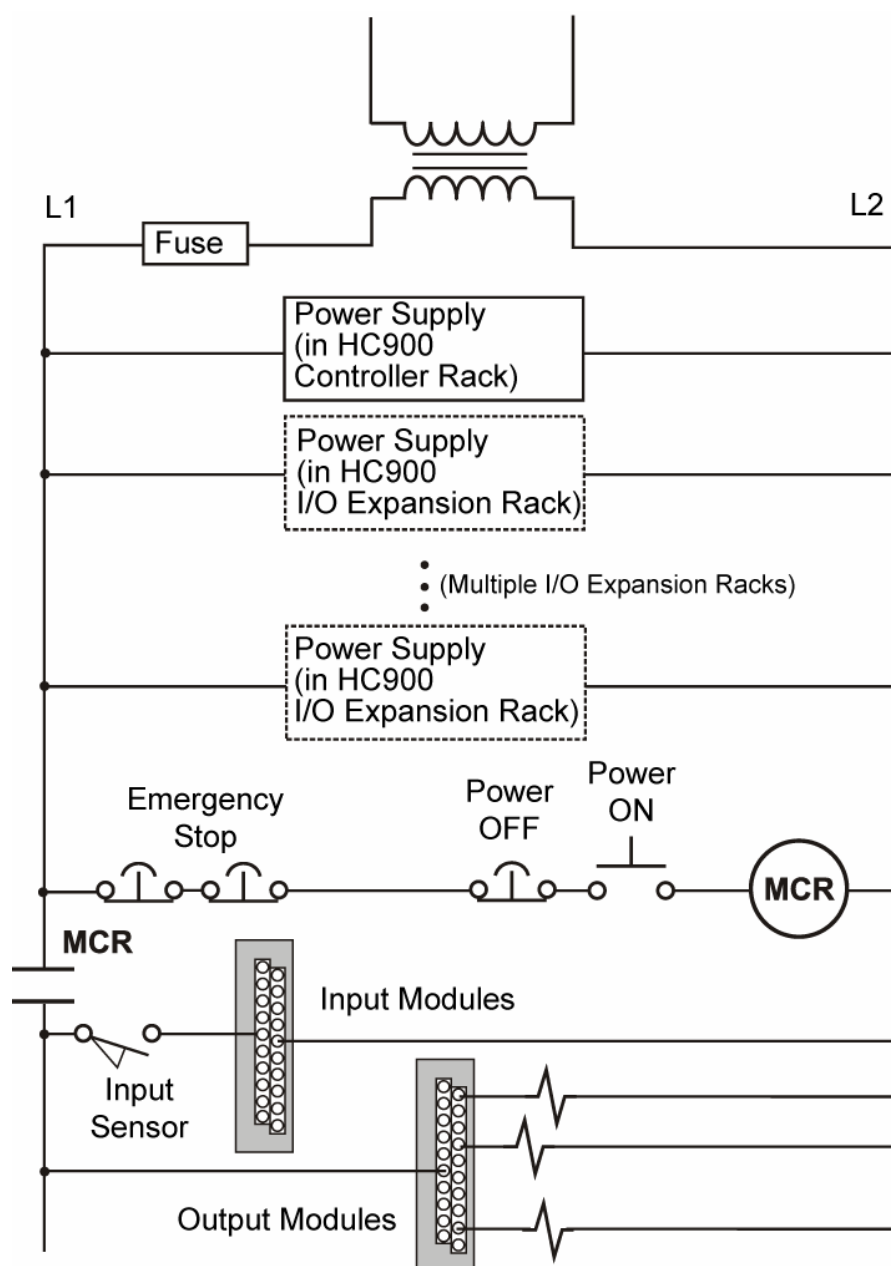 L1
L2
Fuse
Power Supply
(in HC900
Controller Rack)
Power Supply
(in HC900
I/O Expansion Rack)
(Multiple I/O Expansion Racks)
Power Supply
(in HC900
I/O Expansion Rack)
Emergency
Stop
Power
OFF
Power
ON
MCR
MCR
Input Modules
Input
Sensor
Output Modules